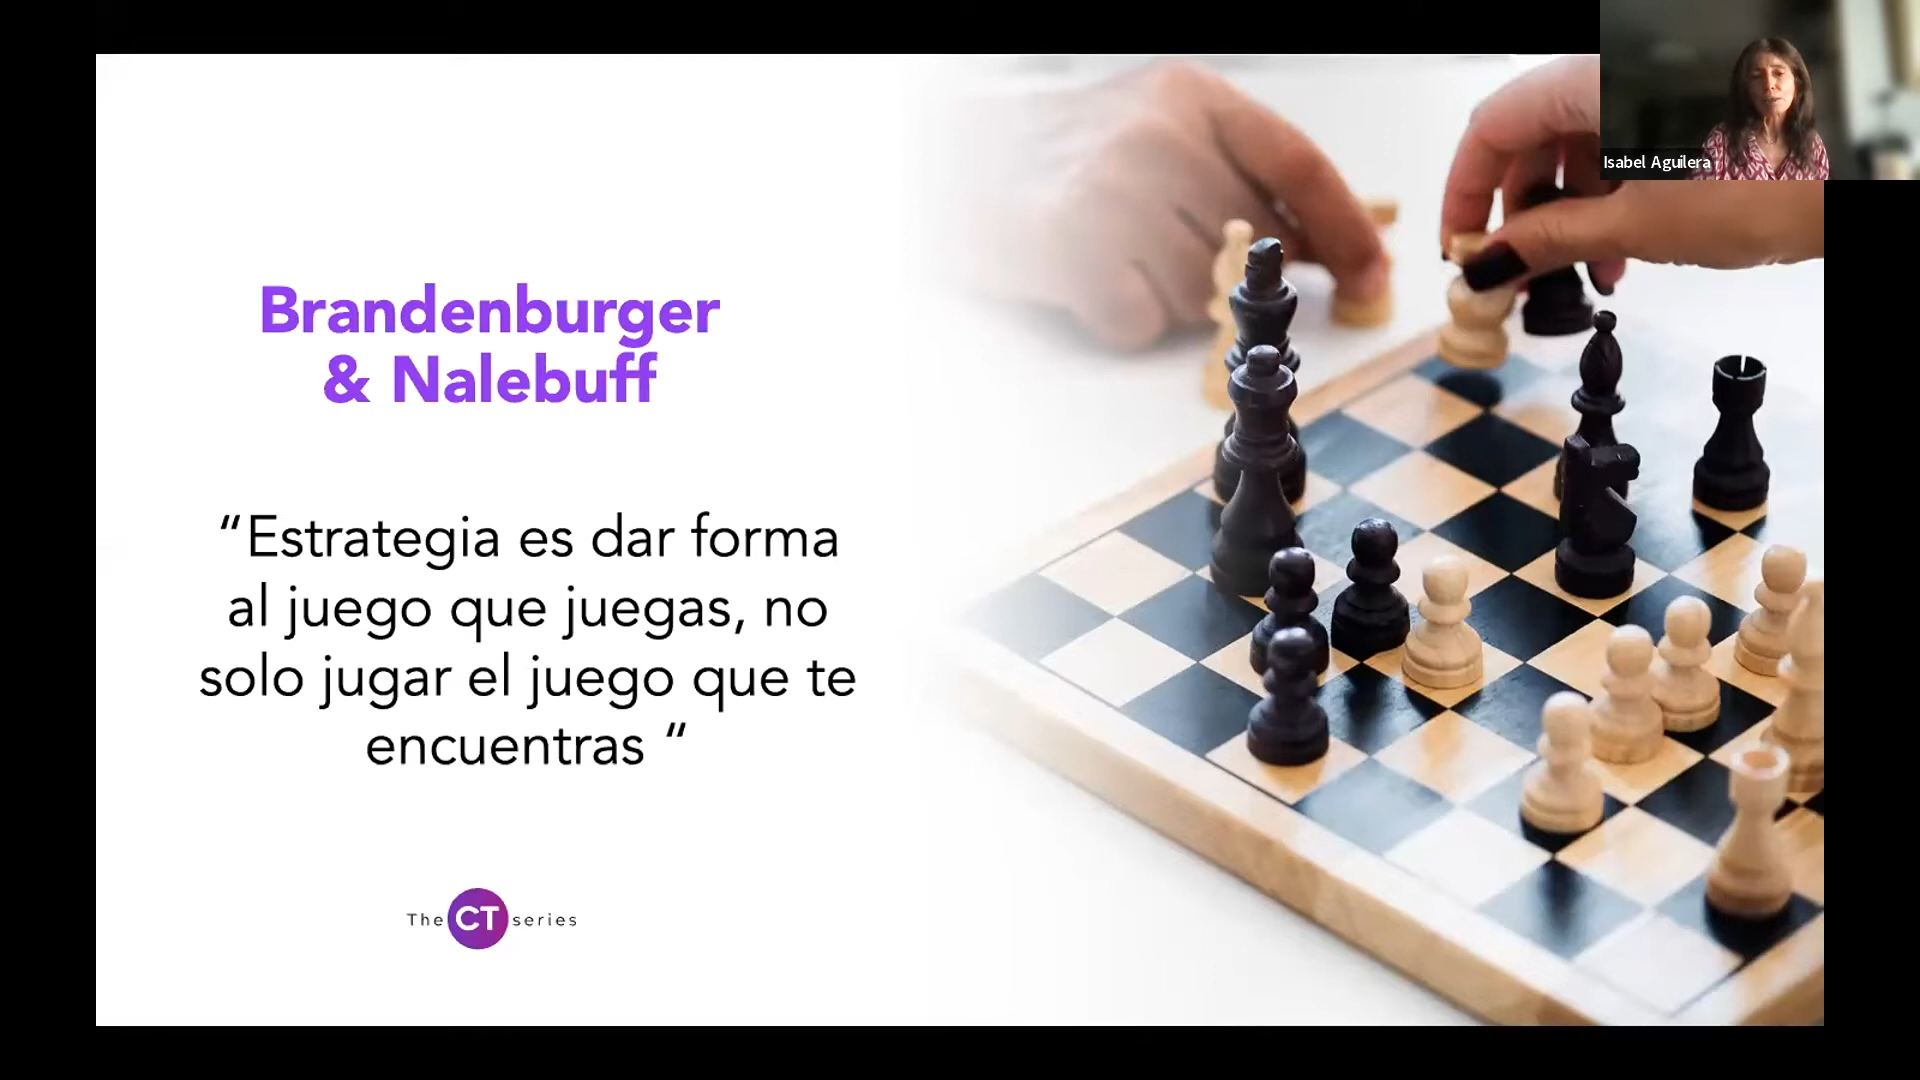 Isabel Aguilera
Brandenburger
& Nalebuff
“Estrategia es dar forma
al juego que juegas, no
solo jugar el juego que te
encuentras “
The CT series